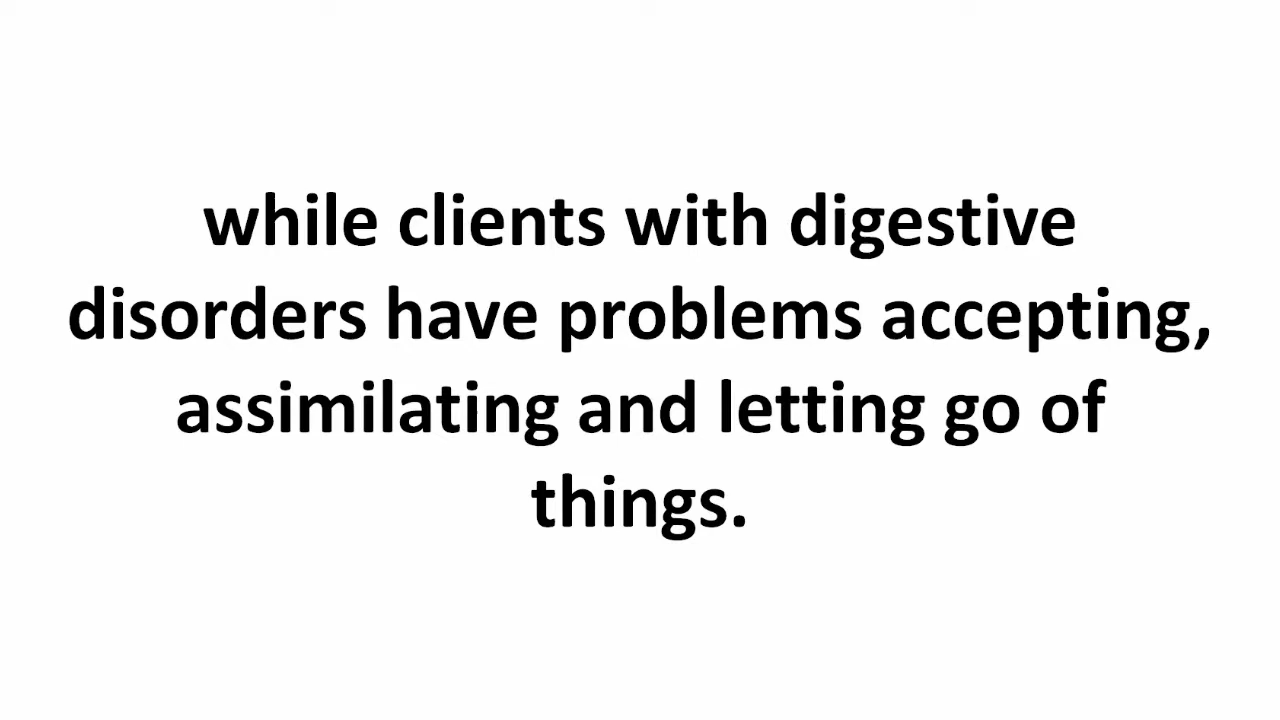 while clients with digestive
disorders have problems accepting,
assimilating and letting go of
things.